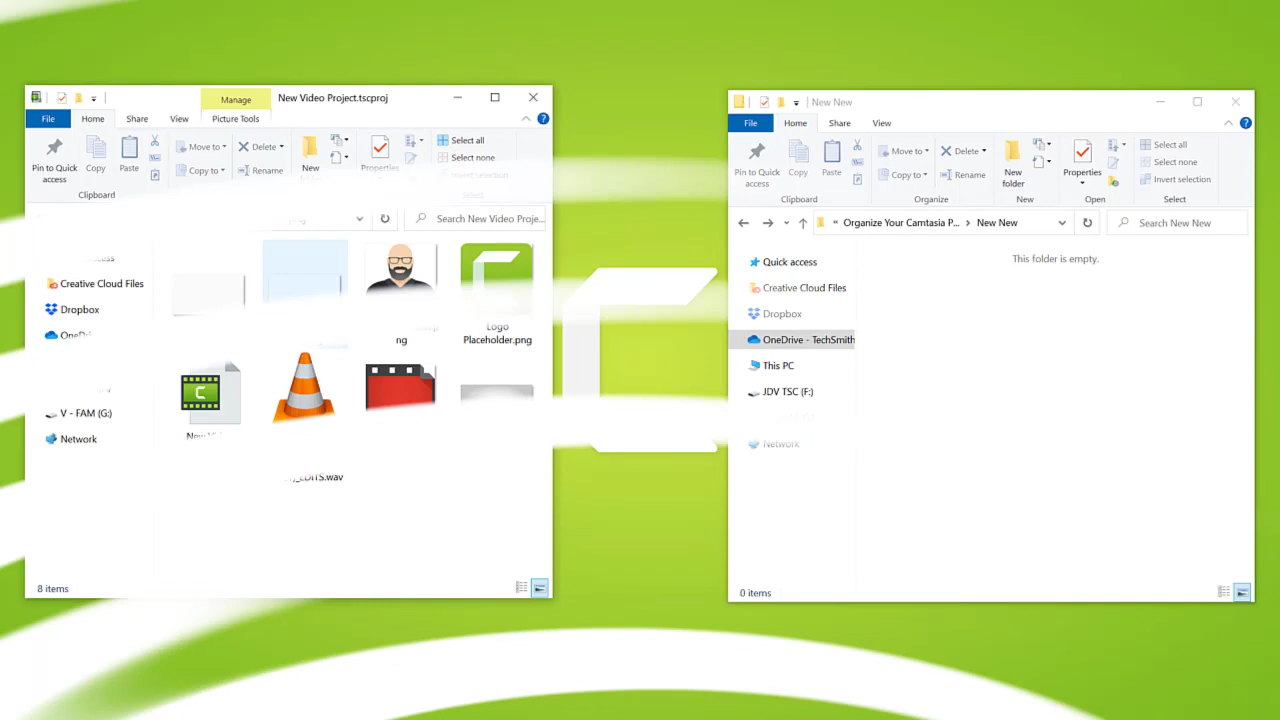 Manage
New Video Project.tscproj
File
Home
Share
View
Picture Tools
Pin to Quick
access
Copy
Paste
Move to
Copy to
Delete
Rename
New
Properties
Select all
Select none
Invert selection
Clipboard
Select
Search New Video Proje...
Creative Cloud Files
Dropbox
V - FAM (G:)
Network
ng
Logo
Placeholder.png
_EDITS.wav
8 items
New New
File
Home
Share
View
Pin to Quick
access
Copy
Paste
Move to
Copy to
Delete
Rename
New
folder
Properties
Select all
Select none
Invert selection
Clipboard
Organize
New
Open
Select
« Organize Your Camtasia P... > New New
Search New New
Quick access
Creative Cloud Files
Dropbox
OneDrive - TechSmith
This PC
JDV TSC (F:)
Network
This folder is empty.
0 items